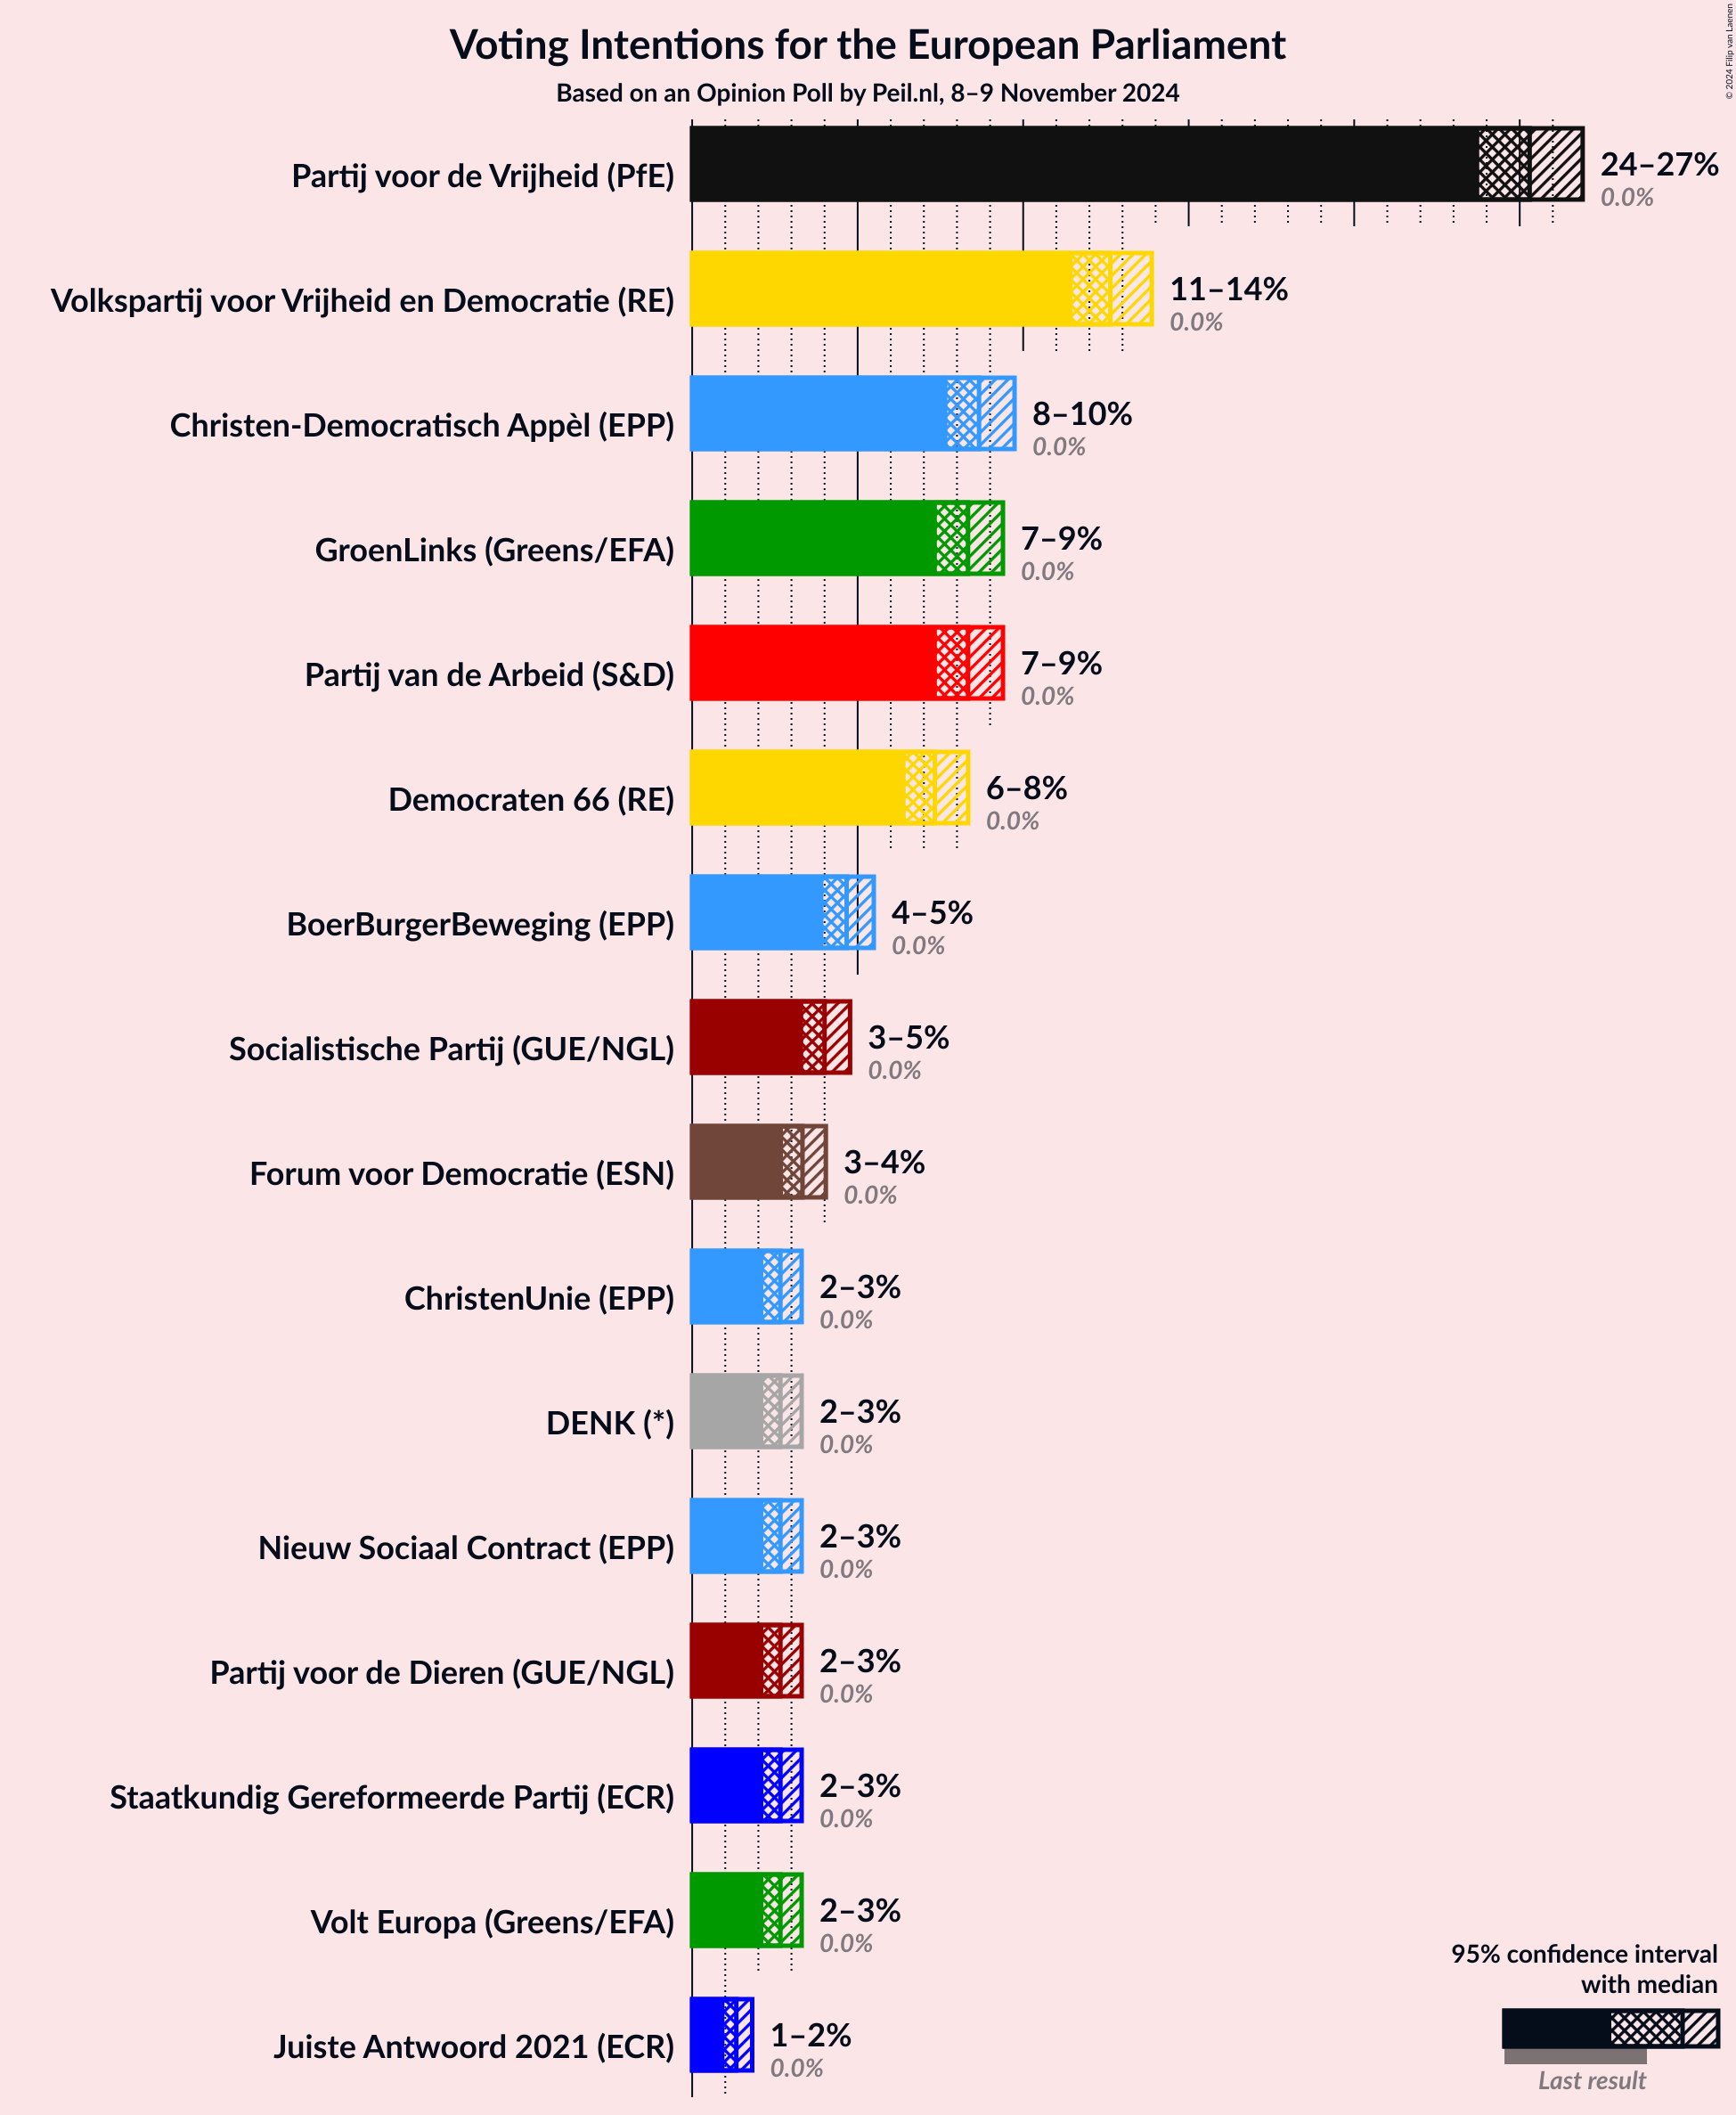 Voting Intentions for the European Parliament
Based on an Opinion Poll by Peil.nl, 8–9 November 2024
© 2024 Filip van Laenen
Partij voor de Vrijheid (PfE)
24–27%
0.0%
Volkspartij voor Vrijheid en Democratie (RE)
11–14%
0.0%
Christen-Democratisch Appèl (EPP)
8–10%
0.0%
GroenLinks (Greens/EFA)
7–9%
0.0%
Partij van de Arbeid (S&D)
7–9%
0.0%
Democraten 66 (RE)
6–8%
0.0%
BoerBurgerBeweging (EPP)
4–5%
0.0%
Socialistische Partij (GUE/NGL)
3–5%
0.0%
Forum voor Democratie (ESN)
3–4%
0.0%
ChristenUnie (EPP)
2–3%
0.0%
DENK (*)
2–3%
0.0%
Nieuw Sociaal Contract (EPP)
2–3%
0.0%
Partij voor de Dieren (GUE/NGL)
2–3%
0.0%
Staatkundig Gereformeerde Partij (ECR)
2–3%
0.0%
Volt Europa (Greens/EFA)
2–3%
0.0%
Juiste Antwoord 2021 (ECR)
1–2%
0.0%
95% confidence interval
with median
Last result